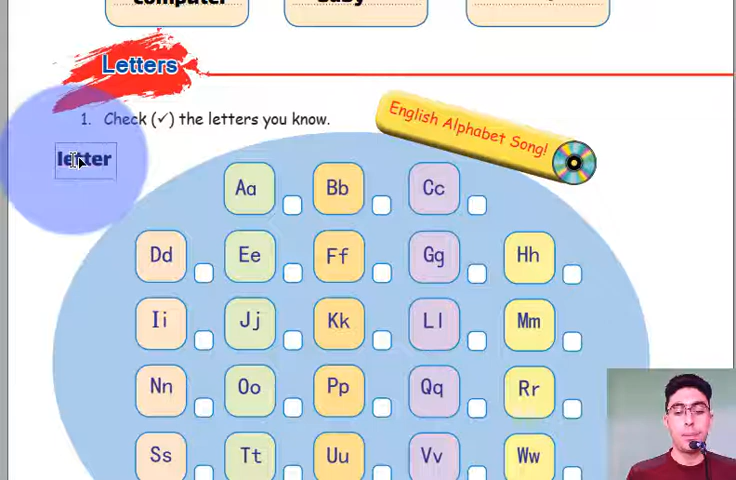 computer
baby
Letters
1. Check (✓) the letters you know.
English Alphabet Song!
letter
Aa Bb Cc
Dd Ee Ff Gg Hh
Ii Jj Kk Ll Mm
Nn Oo Pp Qq Rr
Ss Tt Uu Vv Ww